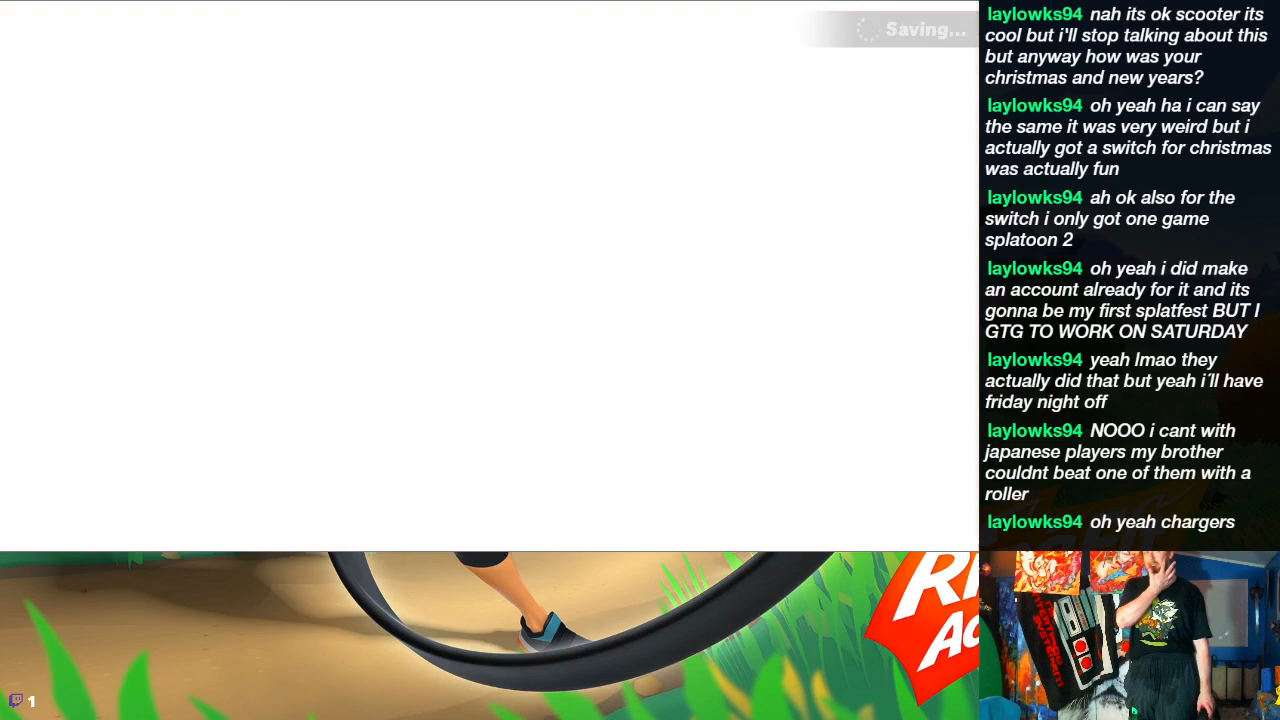 Saving...
laylowks94 nah its ok scooter its
cool but i'll stop talking about this
but anyway how was your
christmas and new years?
laylowks94 oh yeah ha i can say
the same it was very weird but i
actually got a switch for christmas
was actually fun
laylowks94 ah ok also for the
switch i only got one game
splatoon 2
laylowks94 oh yeah i did make
an account already for it and its
gonna be my first splatfest BUT I
GTG TO WORK ON SATURDAY
laylowks94 yeah lmao they
actually did that but yeah i´ll have
friday night off
laylowks94 NOOO i cant with
japanese players my brother
couldnt beat one of them with a
roller
laylowks94 oh yeah chargers
1